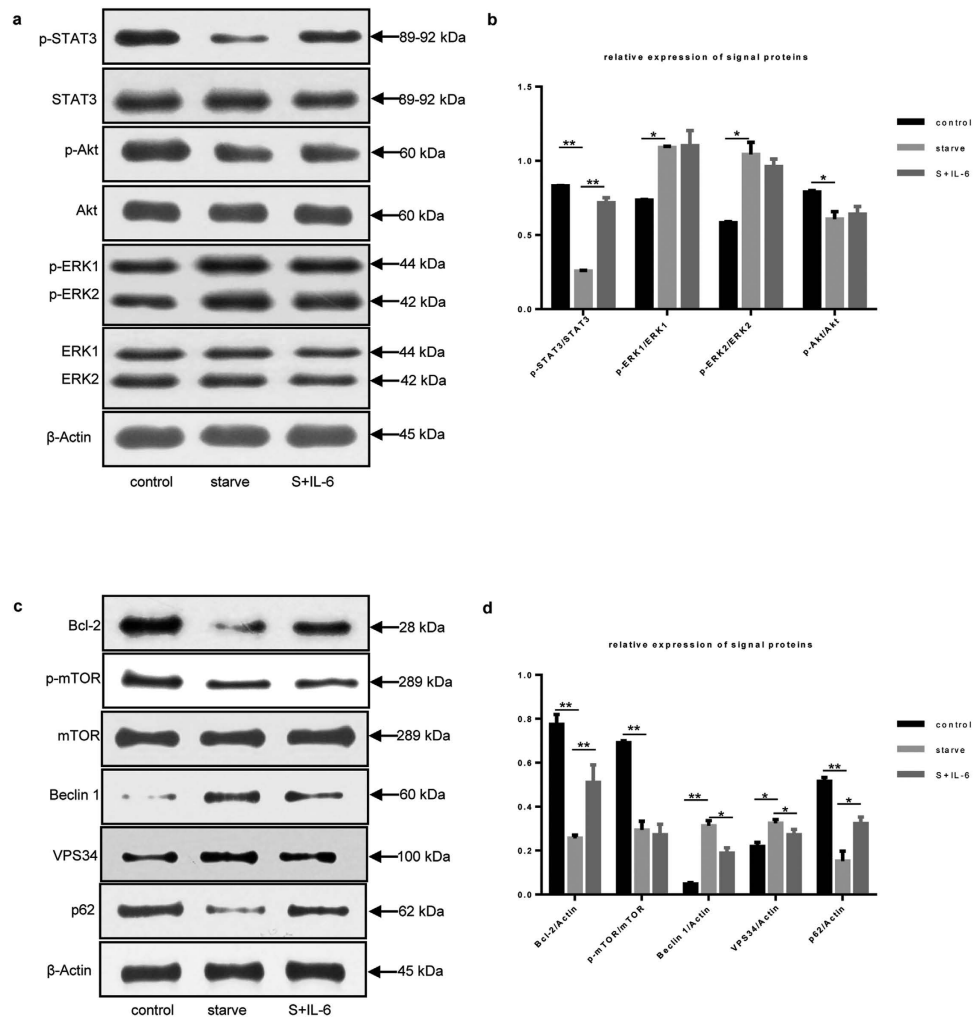 a
p-STAT3
89-92 kDa
STAT3
89-92 kDa
p-Akt
60 kDa
Akt
60 kDa
p-ERK1
44 kDa
p-ERK2
42 kDa
ERK1
44 kDa
ERK2
42 kDa
β-Actin
45 kDa
control starve S+IL-6
b
relative expression of signal proteins
1.5
1.0
0.5
0.0
** ** * * *
p-STAT3/STAT3
p-ERK1/ERK1
p-ERK2/ERK2
p-Akt/Akt
control
starve
S+IL-6
c
Bcl-2
28 kDa
p-mTOR
289 kDa
mTOR
289 kDa
Beclin 1
60 kDa
VPS34
100 kDa
p62
62 kDa
β-Actin
45 kDa
control starve S+IL-6
d
relative expression of signal proteins
1.0
0.8
0.6
0.4
0.2
0.0
** ** ** ** * * * ** *
Bcl-2/Actin
p-mTOR/mTOR
Beclin 1/Actin
VPS34/Actin
p62/Actin
control
starve
S+IL-6